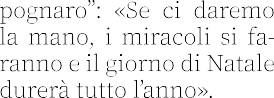 pognaro”: «Se ci daremo
la mano, i miracoli si fa-
ranno e il giorno di Natale
durerà tutto l’anno».